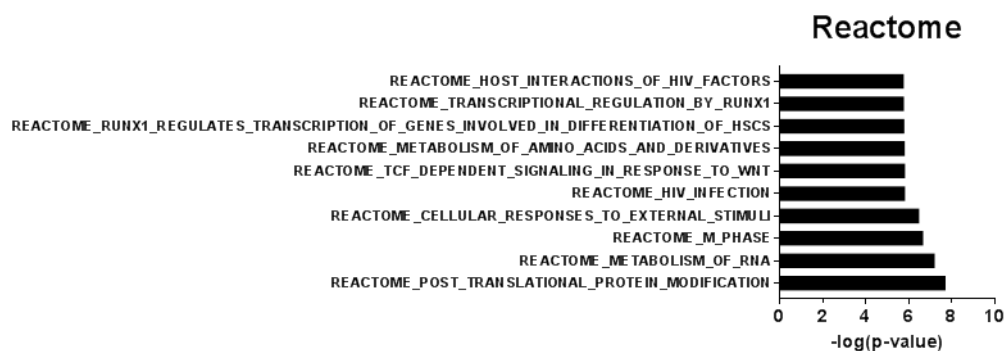 Reactome
REACTOME_HOST_INTERACTIONS_OF_HIV_FACTORS
REACTOME_TRANSCRIPTIONAL_REGULATION_BY_RUNX1
REACTOME_RUNX1_REGULATES_TRANSCRIPTION_OF_GENES_INVOLVED_IN_DIFFERENTIATION_OF_HSCS
REACTOME_METABOLISM_OF_AMINO_ACIDS_AND_DERIVATIVES
REACTOME_TCF_DEPENDENT_SIGNALING_IN_RESPONSE_TO_WNT
REACTOME_HIV_INFECTION
REACTOME_CELLULAR_RESPONSES_TO_EXTERNAL_STIMULI
REACTOME_M_PHASE
REACTOME_METABOLISM_OF_RNA
REACTOME_POST_TRANSLATIONAL_PROTEIN_MODIFICATION
0 2 4 6 8 10
-log(p-value)